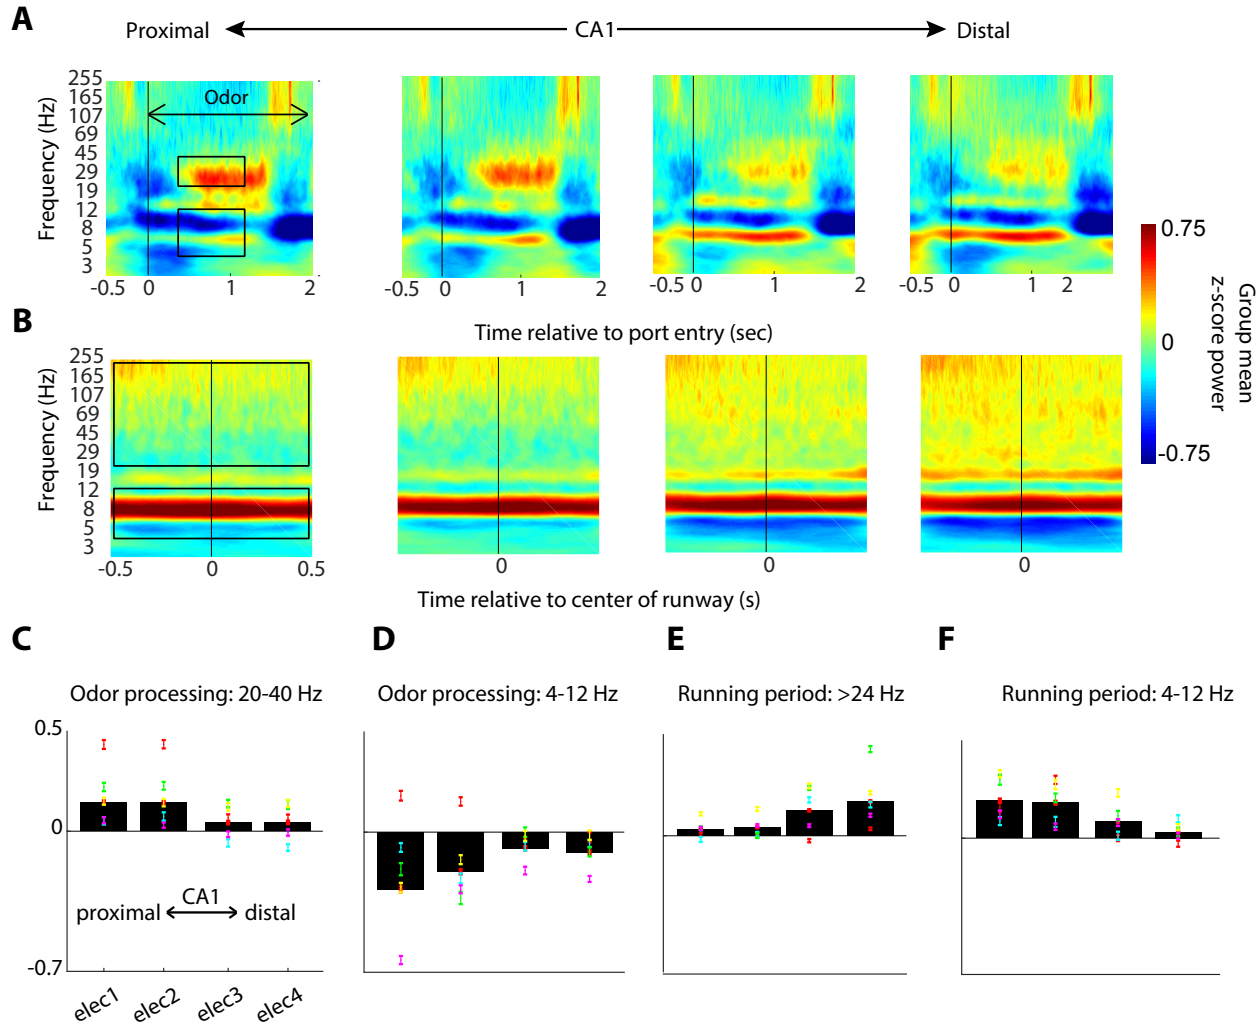 A
Proximal CA1 Distal
255
165
107
69
45
29
19
12
8
5
3
Frequency (Hz)
Odor
-0.5 0 1 2
-0.5 0 1 2
-0.5 0 1 2
-0.5 0 1 2
Time relative to port entry (sec)
0.75
0
-0.75
Group mean
z-score power
B
255
165
107
69
45
29
19
12
8
5
3
Frequency (Hz)
-0.5 0 0.5
0
0
0
Time relative to center of runway (s)
C
Odor processing: 20-40 Hz
0.5
0
-0.7
CA1
proximal distal
elec1 elec2 elec3 elec4
D
Odor processing: 4-12 Hz
E
Running period: >24 Hz
F
Running period: 4-12 Hz